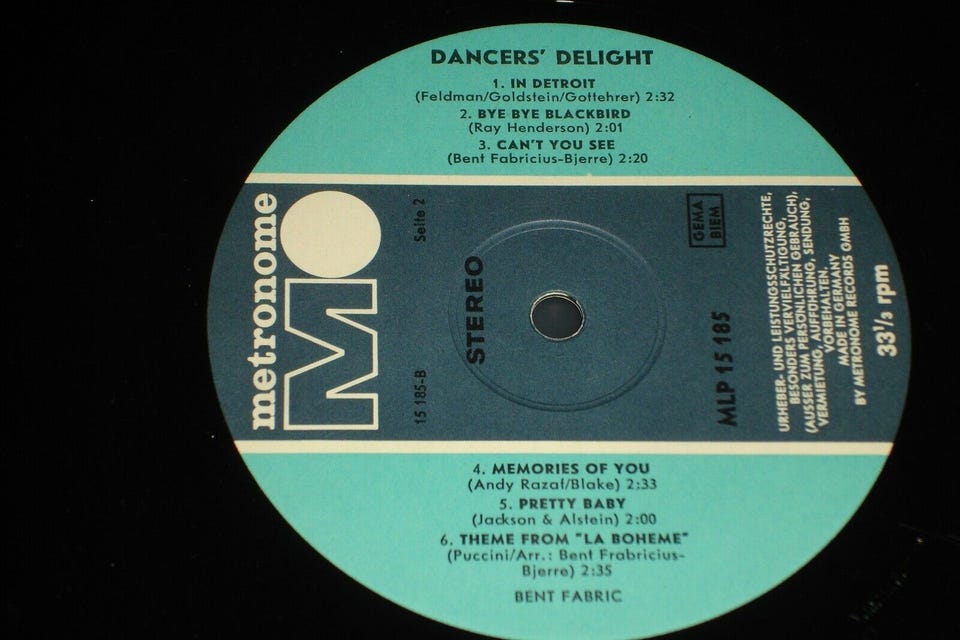 DANCERS' DELIGHT
1. IN DETROIT
(Feldman/Goldstein/Gottehrer) 2:32
2. BYE BYE BLACKBIRD
(Ray Henderson) 2:01
3. CAN'T YOU SEE
(Bent Fabricius-Bjerre) 2:20
metronome
M
Seite 2
15 185-B
STEREO
GEMA
BIEM
MLP 15 185
URHEBER- UND LEISTUNGSSCHUTZRECHTE,
BESONDERS VERVIELFÄLTIGUNG,
(AUSSER ZUM PERSÖNLICHEN GEBRAUCH),
VERMIETUNG, AUFFÜHRUNG, SENDUNG,
VORBEHALTEN.
MADE IN GERMANY
BY METRONOME RECORDS GMBH
33⅓ rpm
4. MEMORIES OF YOU
(Andy Razaf/Blake) 2:33
5. PRETTY BABY
(Jackson & Alstein) 2:00
6. THEME FROM "LA BOHEME"
(Puccini/Arr.: Bent Frabricius-
Bjerre) 2:35
BENT FABRIC